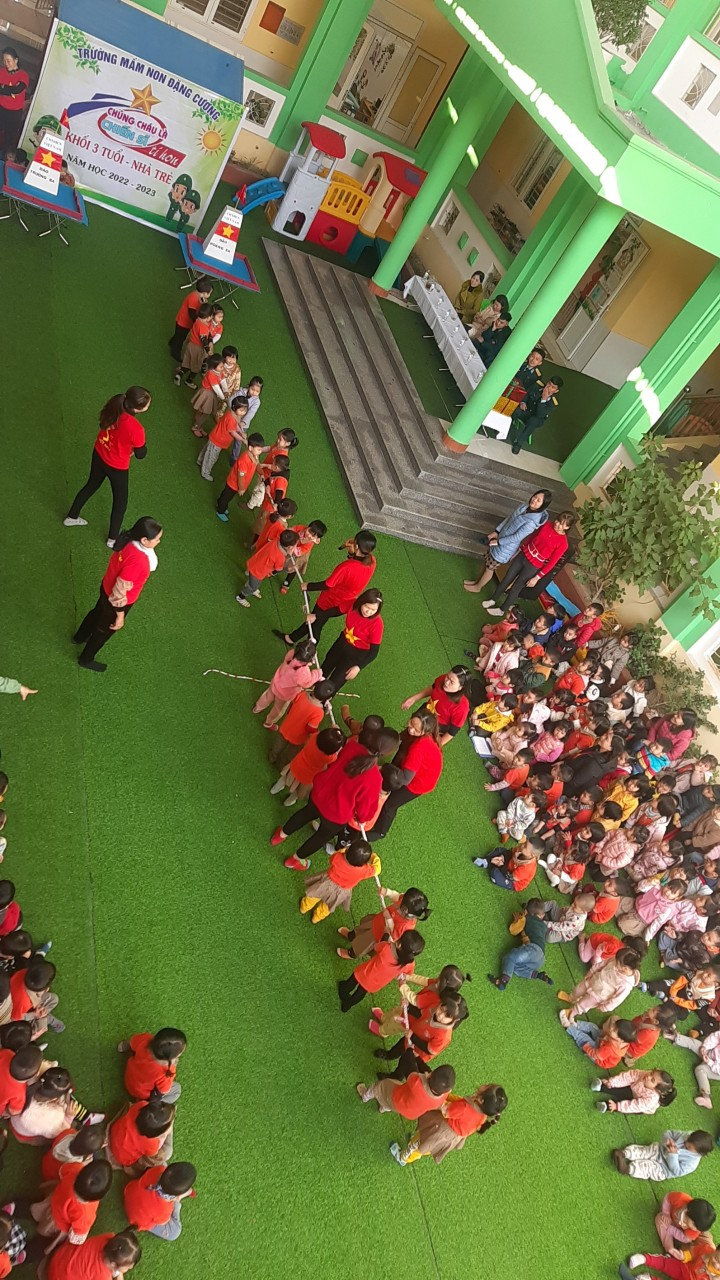 TRƯỜNG MẦM NON ĐẶNG CƯƠNG
CHÚNG CHÁU LÀ
CHIẾN SĨ
tí hon
KHỐI 3 TUỔI - NHÀ TRẺ
NĂM HỌC 2022 - 2023